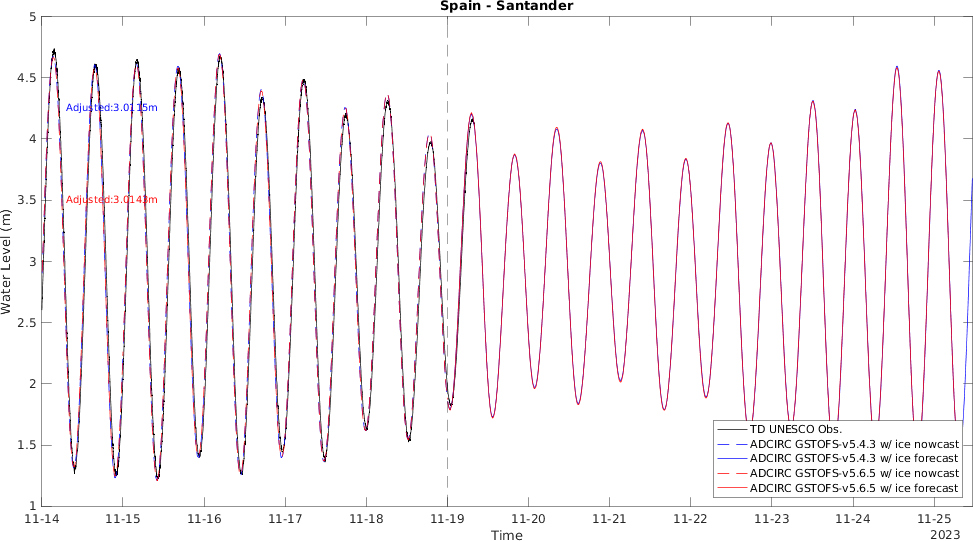 Spain - Santander
5
4.5
4
3.5
3
2.5
2
1.5
1
Water Level (m)
Adjusted:3.0115m
Adjusted:3.0143m
TD UNESCO Obs.
ADCIRC GSTOFS-v5.4.3 w/ ice nowcast
ADCIRC GSTOFS-v5.4.3 w/ ice forecast
ADCIRC GSTOFS-v5.6.5 w/ ice nowcast
ADCIRC GSTOFS-v5.6.5 w/ ice forecast
11-14 11-15 11-16 11-17 11-18 11-19 11-20 11-21 11-22 11-23 11-24 11-25
Time
2023